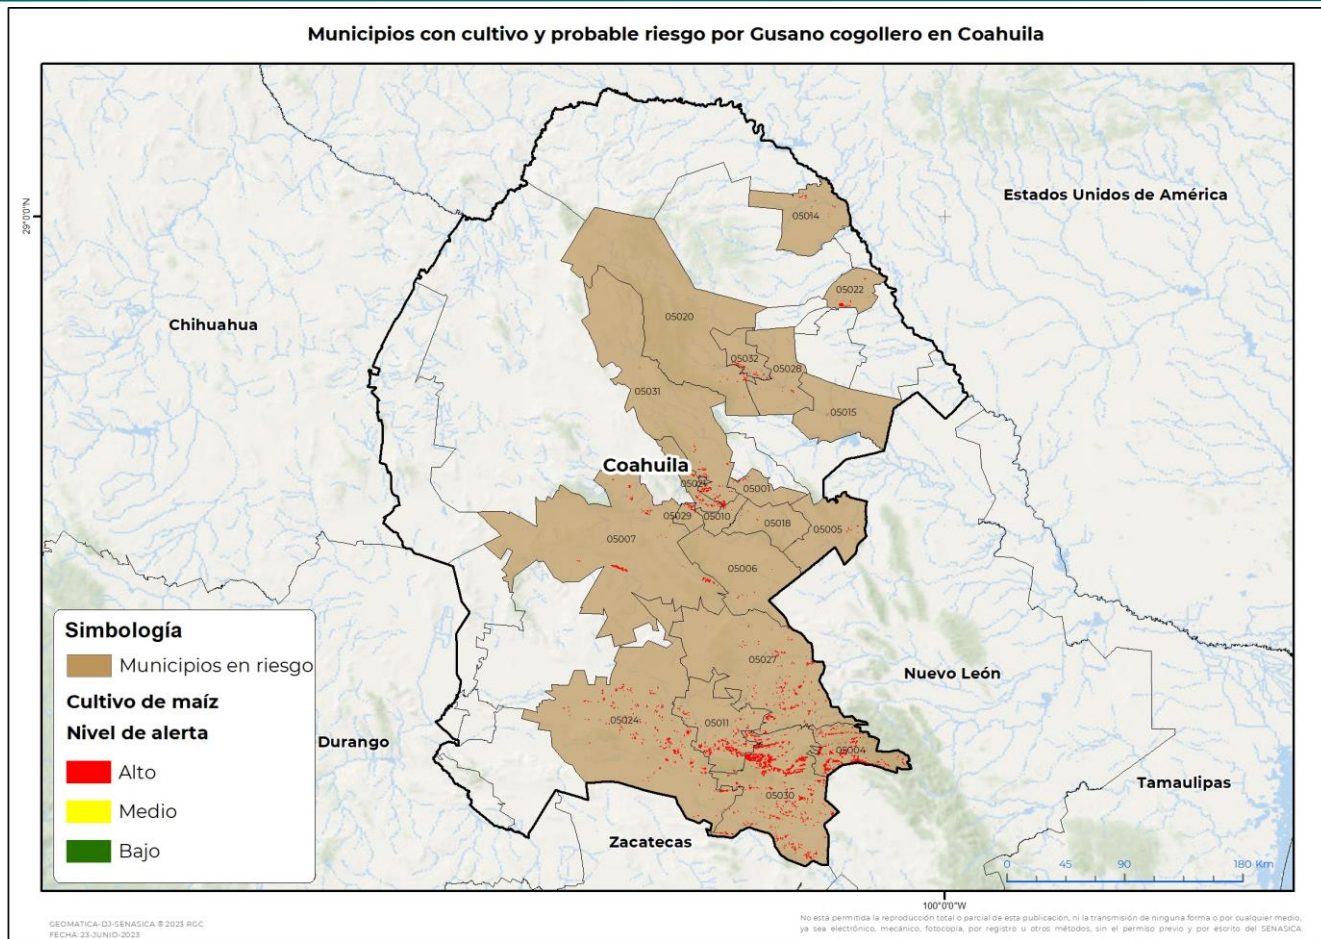 Municipios con cultivo y probable riesgo por Gusano cogollero en Coahuila
29°0'0"N
Estados Unidos de América
05014
05022
Chihuahua
05020
05032
05028
05031
05015
Coahuila
05001
05029
05010
05018
05005
05007
05006
Simbología
Municipios en riesgo
Cultivo de maíz
Nivel de alerta
Alto
Medio
Bajo
05027
Nuevo León
05024
05011
05004
Durango
05030
Tamaulipas
Zacatecas
0 45 90 180 Km
100°0'0"W
GEOMATICA-DJ-SENASICA ® 2023 RGC
FECHA: 23-JUNIO-2023
No está permitida la reproducción total o parcial de esta publicación, ni la transmisión de ninguna forma o por cualquier medio,
ya sea electrónico, mecánico, fotocopia, por registro u otros métodos, sin el permiso previo y por escrito del SENASICA.